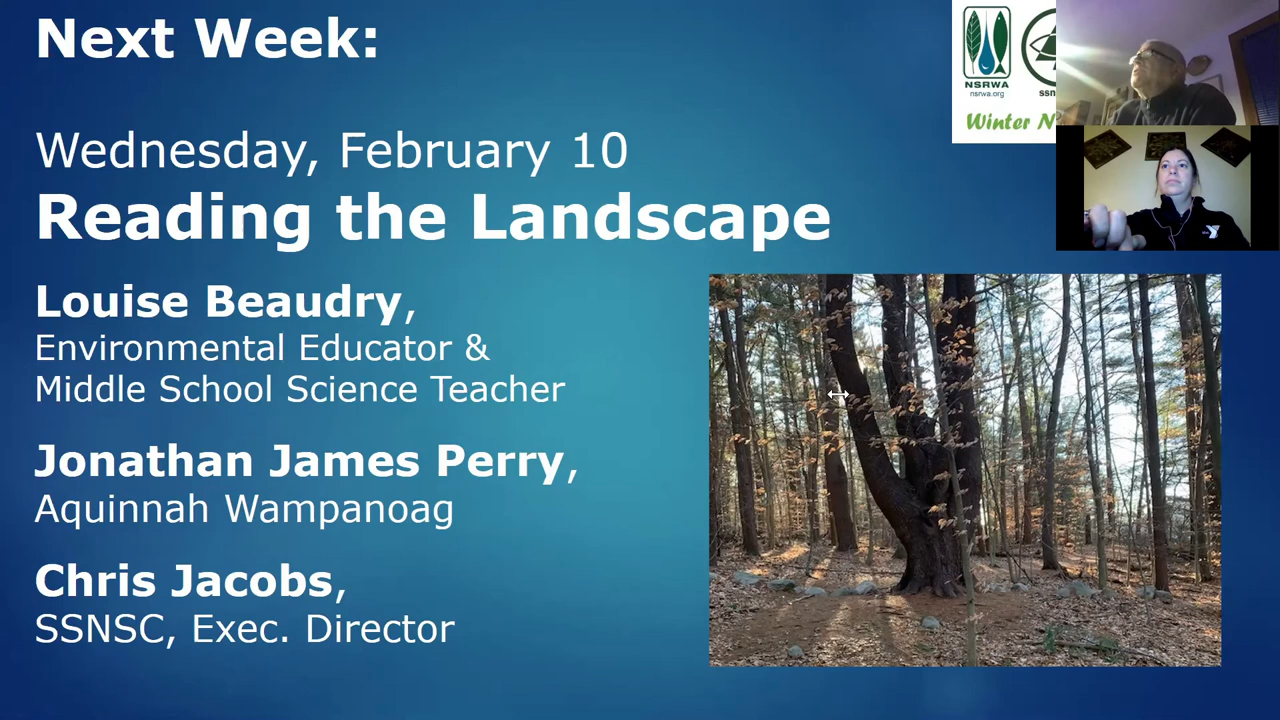 Next Week:
Wednesday, February 10
Reading the Landscape
Louise Beaudry,
Environmental Educator &
Middle School Science Teacher
Jonathan James Perry,
Aquinnah Wampanoag
Chris Jacobs,
SSNSC, Exec. Director
NSRWA
nsrwa.org
ssn
Winter N